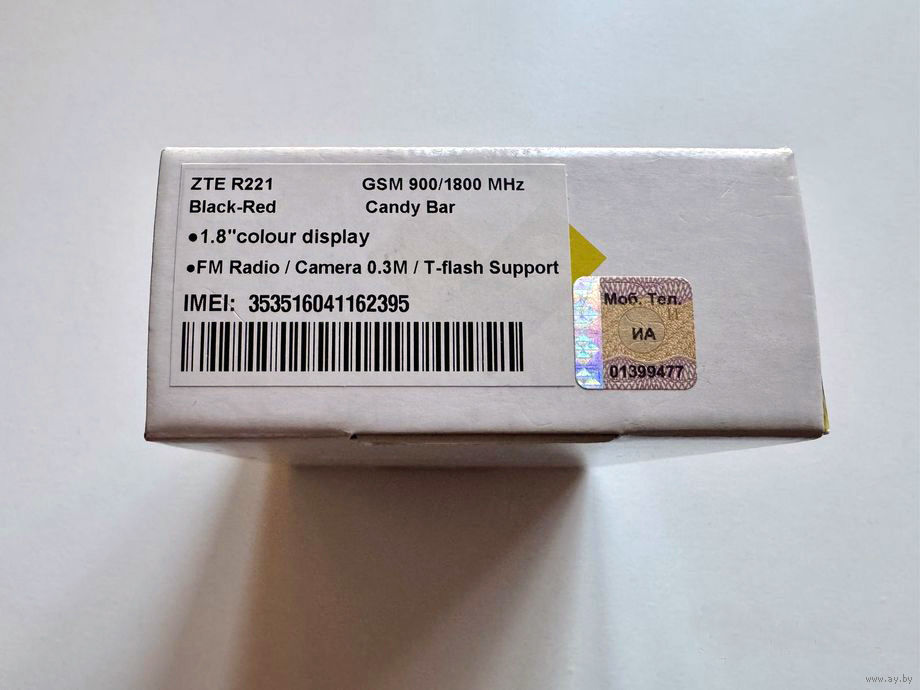 ZTE R221 GSM 900/1800 MHz
Black-Red Candy Bar
●1.8"colour display
●FM Radio / Camera 0.3M / T-flash Support
IMEI: 353516041162395
Моб. Тел.
ИА
01399477
www.ay.by